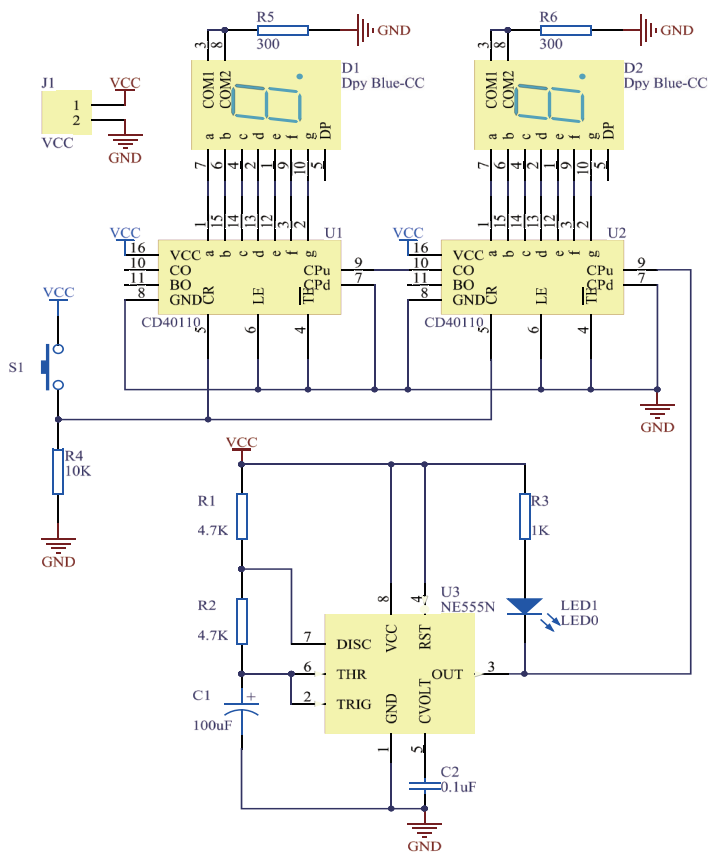 R5
300
GND
R6
300
GND
3
8
COM1
COM2
D1
Dpy Blue-CC
a b c d e f g DP
7 6 4 2 1 9 10 5
3
8
COM1
COM2
D2
Dpy Blue-CC
a b c d e f g DP
7 6 4 2 1 9 10 5
J1
1
2
VCC
VCC
GND
1 15 14 13 12 3 2
U1
a b c d e f g
VCC
16 VCC
10 CO
11 BO
8 GND
CPu 9
CPd 7
CR LE TE
5 6 4
CD40110
1 15 14 13 12 3 2
U2
a b c d e f g
VCC
16 VCC
10 CO
11 BO
8 GND
CPu 9
CPd 7
CR LE TE
5 6 4
CD40110
GND
VCC
S1
R4
10K
GND
VCC
R1
4.7K
R2
4.7K
C1
+
100uF
R3
1K
LED1
LED0
U3
NE555N
8 4
VCC RST
7 DISC
6 THR
2 TRIG
OUT 3
GND CVOLT
1 5
C2
0.1uF
GND